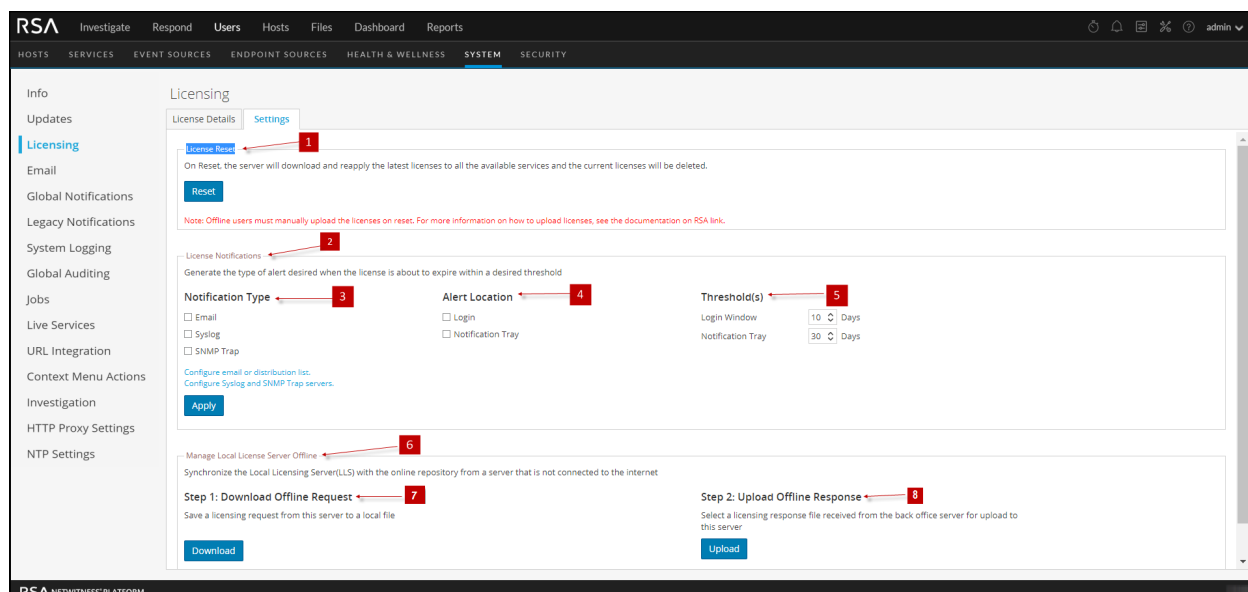 RSA Investigate Respond Users Hosts Files Dashboard Reports admin
HOSTS SERVICES EVENT SOURCES ENDPOINT SOURCES HEALTH & WELLNESS SYSTEM SECURITY
Info
Updates
Licensing
Email
Global Notifications
Legacy Notifications
System Logging
Global Auditing
Jobs
Live Services
URL Integration
Context Menu Actions
Investigation
HTTP Proxy Settings
NTP Settings
Licensing
License Details Settings
License Reset 1
On Reset, the server will download and reapply the latest licenses to all the available services and the current licenses will be deleted.
Reset
Note: Offline users must manually upload the licenses on reset. For more information on how to upload licenses, see the documentation on RSA link.
License Notifications 2
Generate the type of alert desired when the license is about to expire within a desired threshold
Notification Type 3
Email
Syslog
SNMP Trap
Configure email or distribution list.
Configure Syslog and SNMP Trap servers.
Apply
Alert Location 4
Login
Notification Tray
Threshold(s) 5
Login Window 10 Days
Notification Tray 30 Days
Manage Local License Server Offline 6
Synchronize the Local Licensing Server(LLS) with the online repository from a server that is not connected to the internet
Step 1: Download Offline Request 7
Save a licensing request from this server to a local file
Download
Step 2: Upload Offline Response 8
Select a licensing response file received from the back office server for upload to
this server
Upload
RSA NETWITNESS PLATFORM